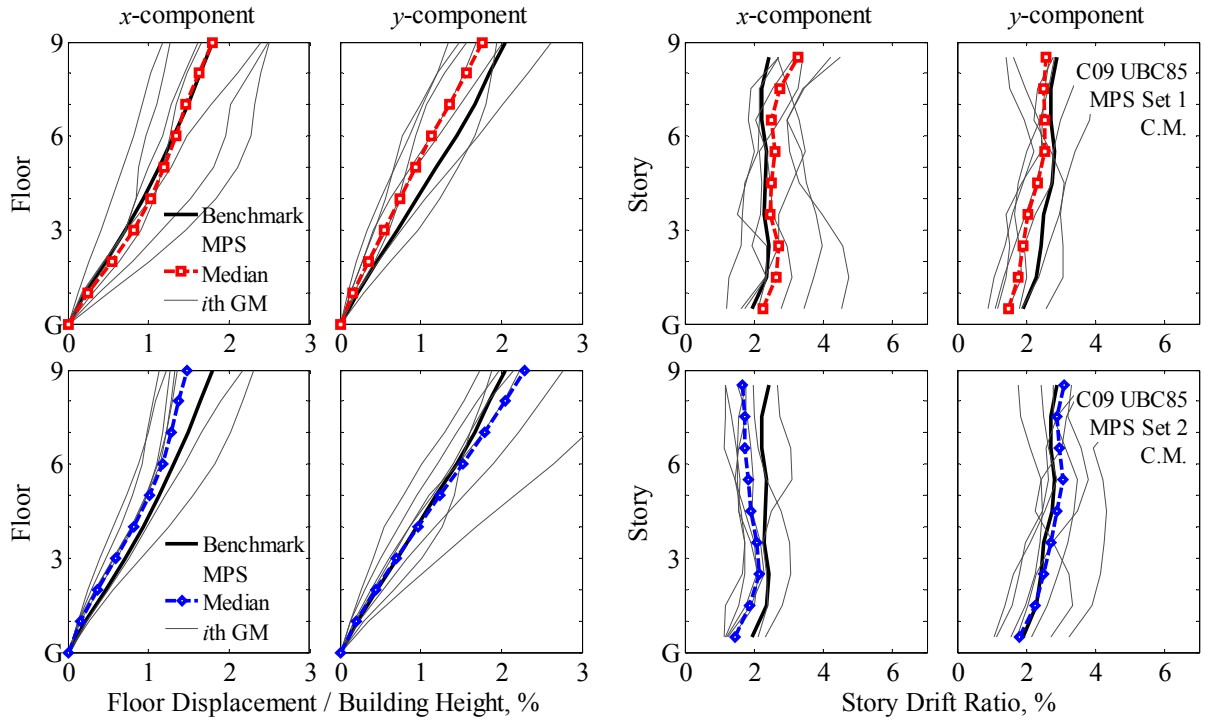 x-component
y-component
x-component
y-component
9
6
3
G
Floor
Benchmark
MPS
Median
ith GM
0 1 2 3
0 1 2 3
9
6
3
G
Story
C09 UBC85
MPS Set 1
C.M.
0 2 4 6
0 2 4 6
9
6
3
G
Floor
Benchmark
MPS
Median
ith GM
0 1 2 3
0 1 2 3
Floor Displacement / Building Height, %
9
6
3
G
Story
C09 UBC85
MPS Set 2
C.M.
0 2 4 6
0 2 4 6
Story Drift Ratio, %